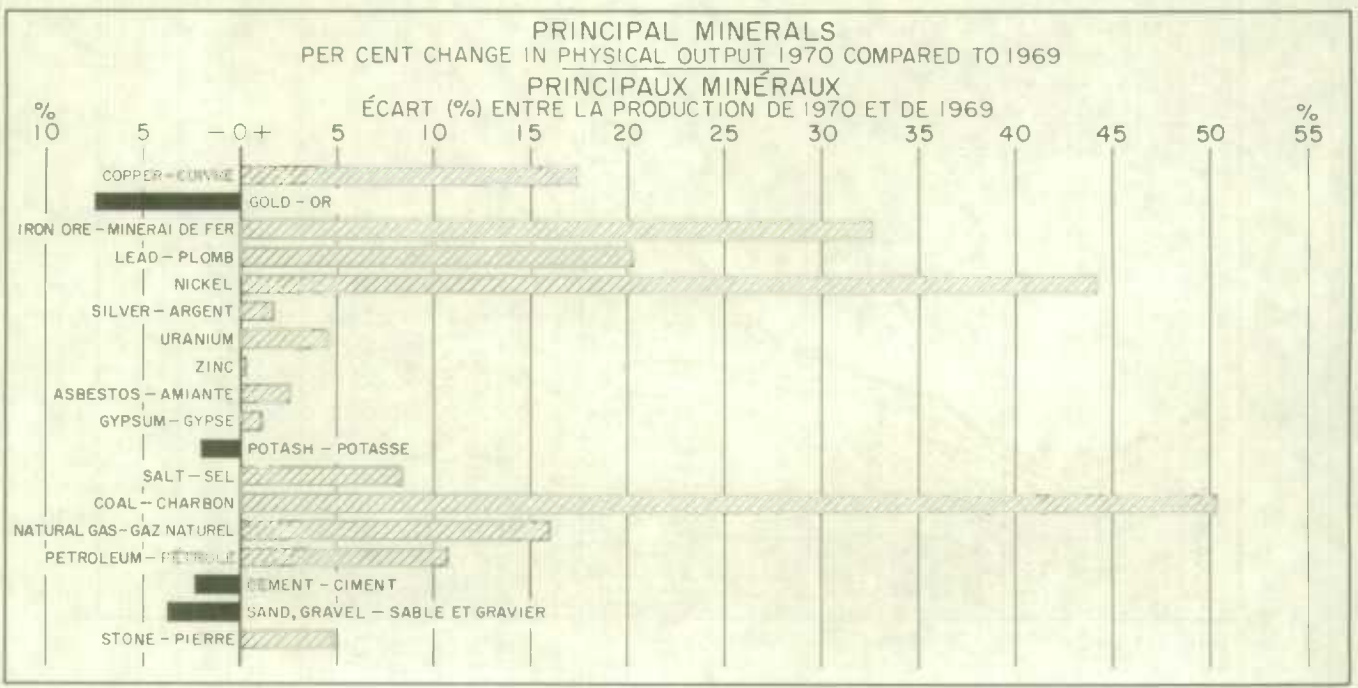 PRINCIPAL MINERALS
PER CENT CHANGE IN PHYSICAL OUTPUT 1970 COMPARED TO 1969
PRINCIPAUX MINÉRAUX
ÉCART (%) ENTRE LA PRODUCTION DE 1970 ET DE 1969
% %
10 5 – 0 + 5 10 15 20 25 30 35 40 45 50 55
COPPER – CUIVRE
GOLD – OR
IRON ORE – MINERAI DE FER
LEAD – PLOMB
NICKEL
SILVER – ARGENT
URANIUM
ZINC
ASBESTOS – AMIANTE
GYPSUM – GYPSE
POTASH – POTASSE
SALT – SEL
COAL – CHARBON
NATURAL GAS – GAZ NATUREL
PETROLEUM – PÉTROLE
CEMENT – CIMENT
SAND, GRAVEL – SABLE ET GRAVIER
STONE – PIERRE